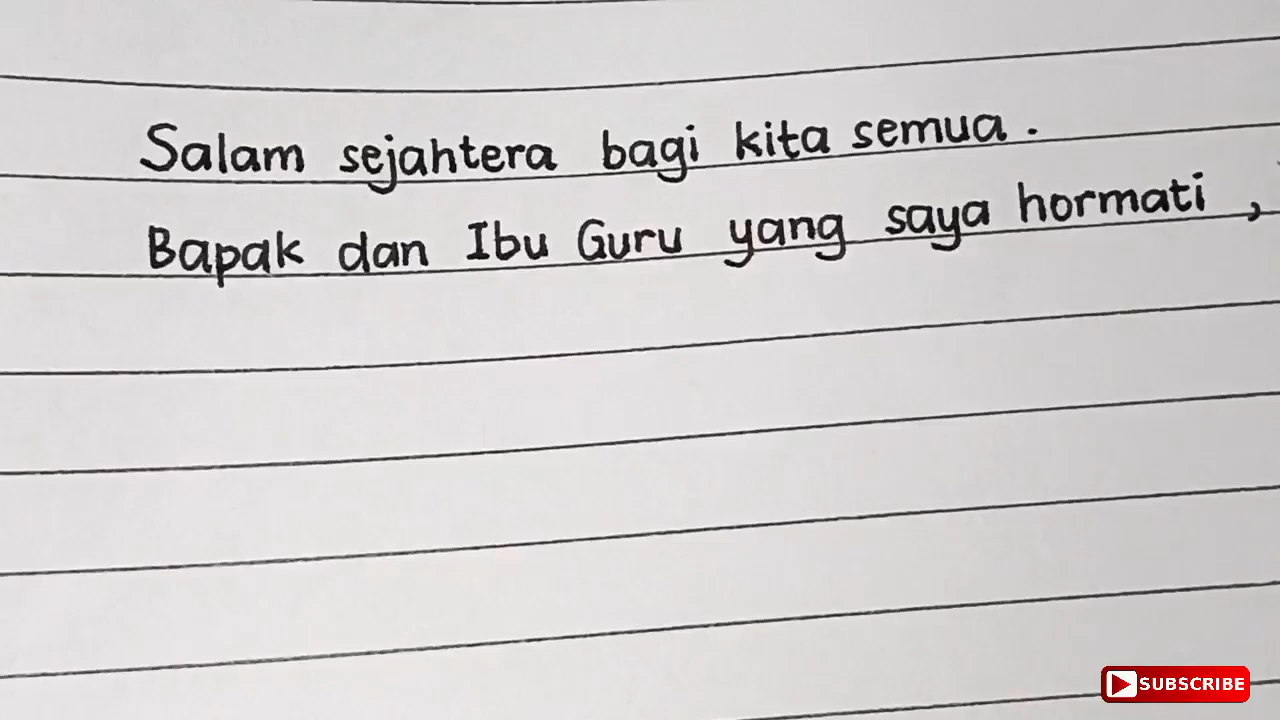 Salam sejahtera bagi kita semua.
Bapak dan Ibu Guru yang saya hormati,
SUBSCRIBE